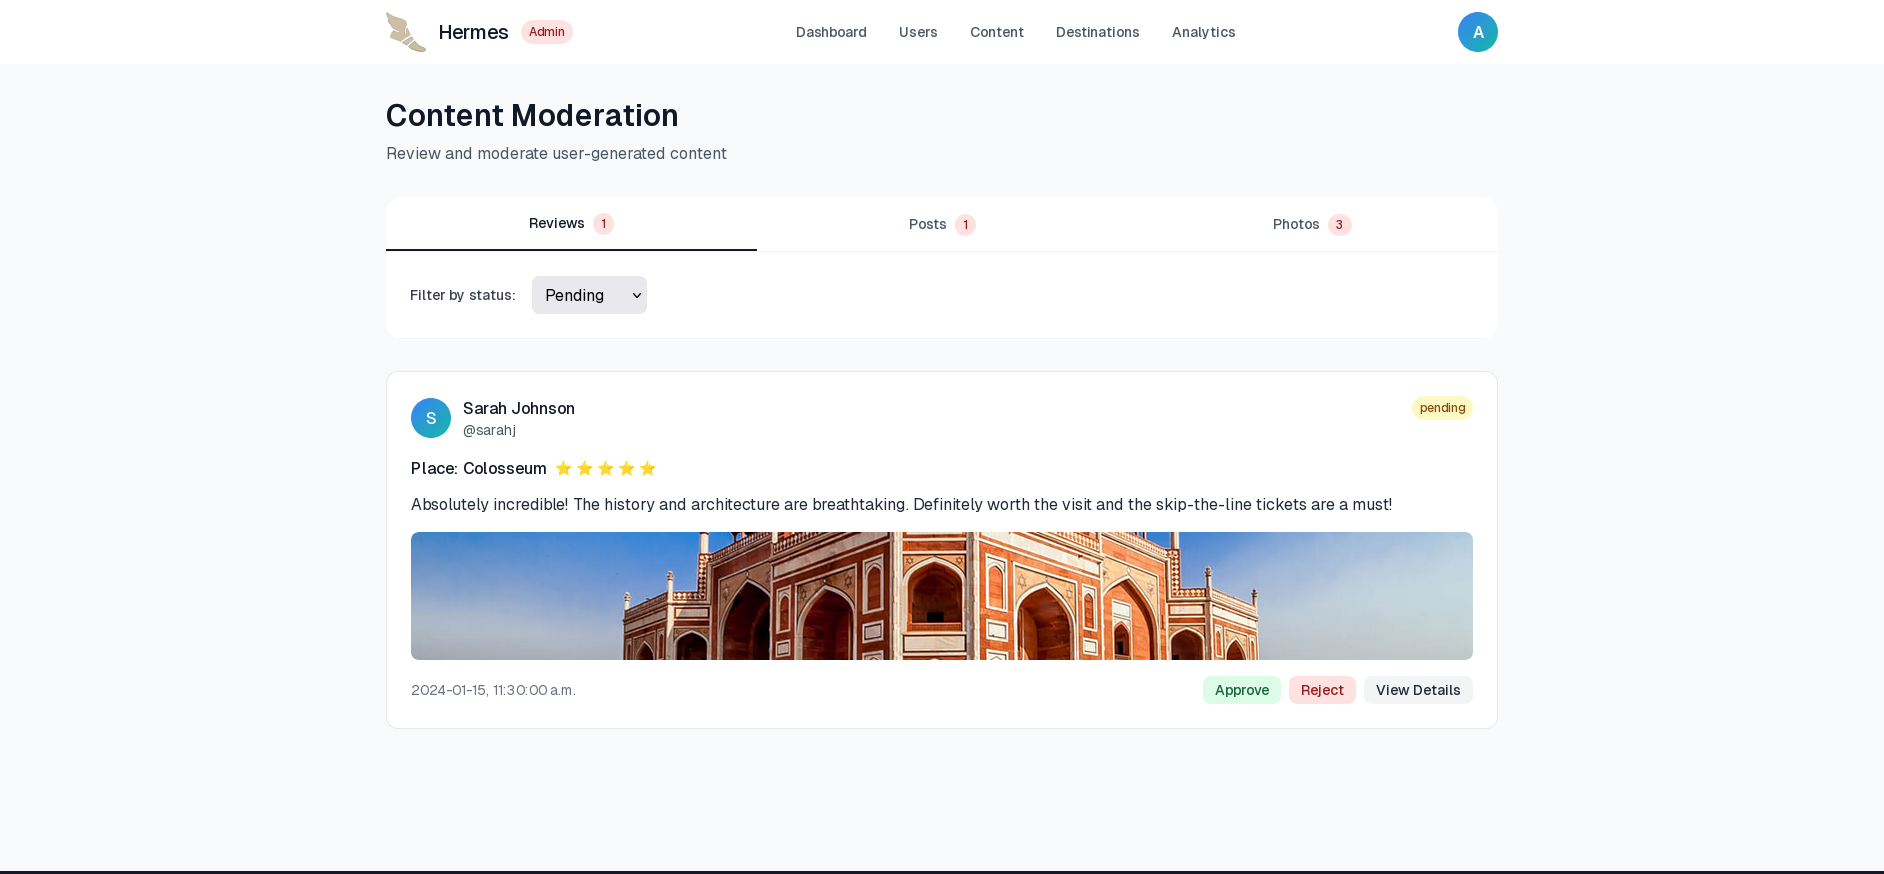 Hermes Admin Dashboard Users Content Destinations Analytics A
Content Moderation
Review and moderate user-generated content
Reviews 1 Posts 1 Photos 3
Filter by status: Pending
S Sarah Johnson pending
@sarahj
Place: Colosseum ⭐⭐⭐⭐⭐
Absolutely incredible! The history and architecture are breathtaking. Definitely worth the visit and the skip-the-line tickets are a must!
2024-01-15, 11:30:00 a.m. Approve Reject View Details